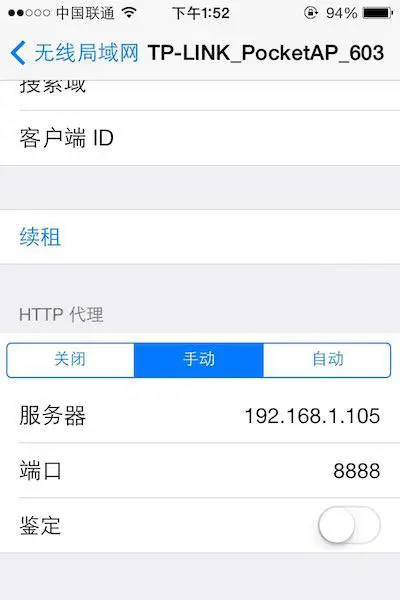 中国联通 下午1:52 94%
无线局域网 TP-LINK_PocketAP_603
搜索域
客户端 ID
续租
HTTP 代理
关闭 手动 自动
服务器 192.168.1.105
端口 8888
鉴定